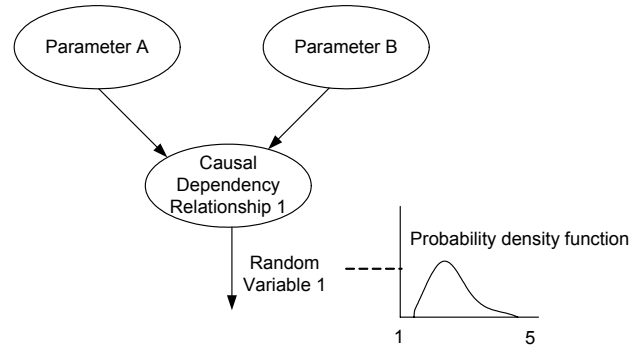 Parameter A
Parameter B
Causal
Dependency
Relationship 1
Random
Variable 1
Probability density function
1
5